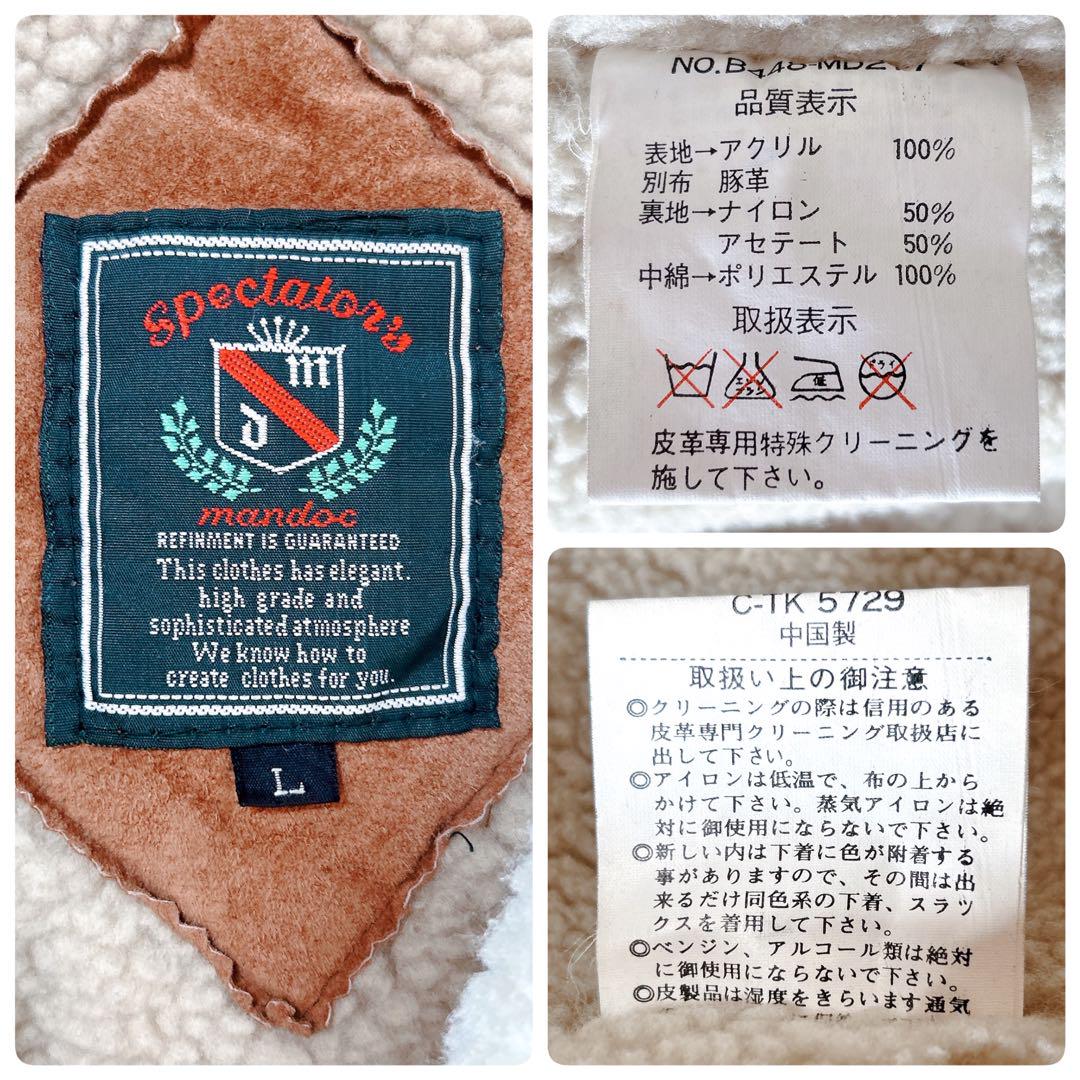 Spectator's
m
d
mandoc
REFINMENT IS GUARANTEED
This clothes has elegant.
high grade and
sophisticated atmosphere
We know how to
create clothes for you.
L
品質表示
表地→アクリル 100%
別布 豚革
裏地→ナイロン 50%
アセテート 50%
中綿→ポリエステル 100%
取扱表示
エンソサラシ 低 ドライ
皮革専用特殊クリーニングを
施して下さい。
C-TK 5729
中国製
取扱い上の御注意
◎クリーニングの際は信用のある
皮革専門クリーニング取扱店に
出して下さい。
◎アイロンは低温で、布の上から
かけて下さい。蒸気アイロンは絶
対に御使用にならないで下さい。
◎新しい内は下着に色が附着する
事がありますので、その間は出
来るだけ同色系の下着、スラッ
クスを着用して下さい。
◎ベンジン、アルコール類は絶対
に御使用にならないで下さい。
◎皮製品は湿度をきらいます通気